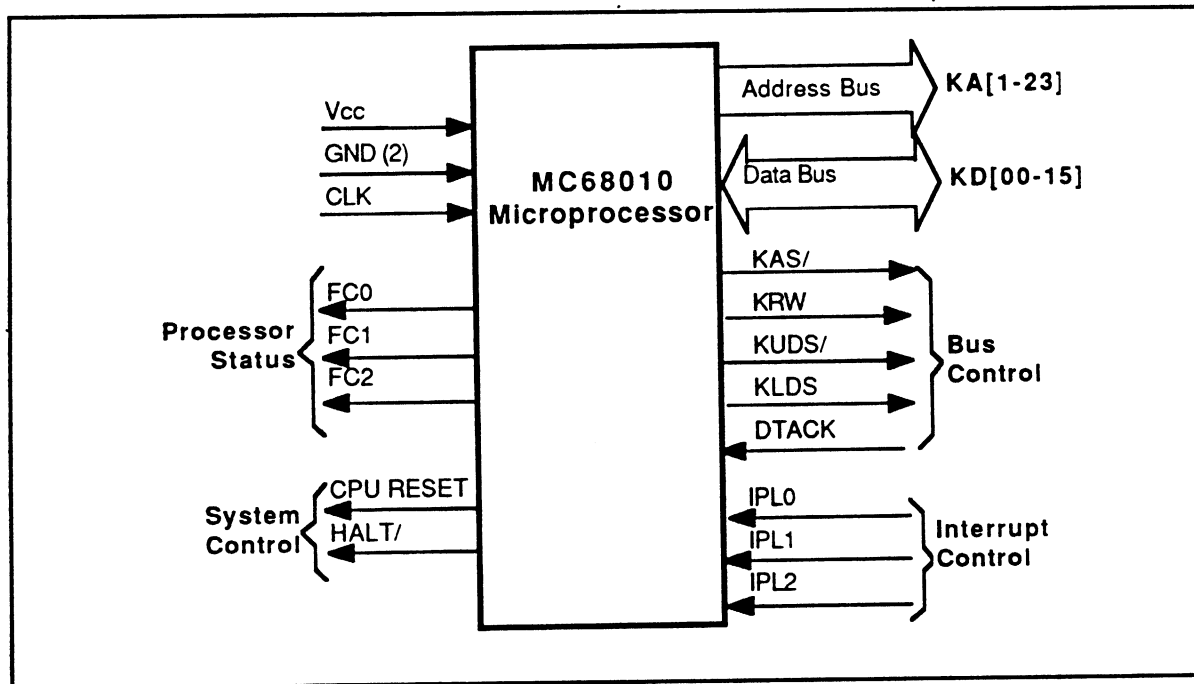 Vcc
GND (2)
CLK
MC68010
Microprocessor
Address Bus
KA[1-23]
Data Bus
KD[00-15]
Processor
Status
FC0
FC1
FC2
KAS/
KRW
KUDS/
KLDS
DTACK
Bus
Control
System
Control
CPU RESET
HALT/
IPL0
IPL1
IPL2
Interrupt
Control